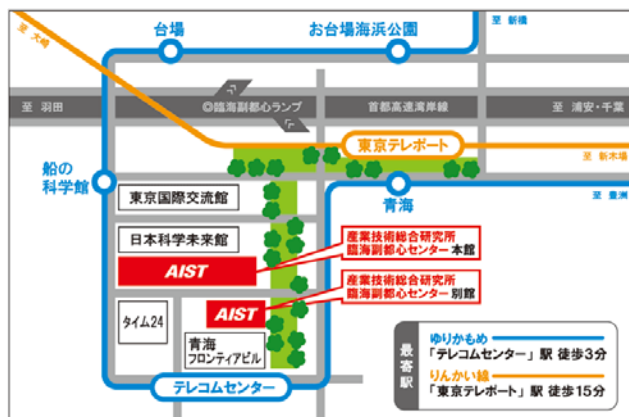 至 大崎
台場
お台場海浜公園
至 新橋
至 羽田
◎臨海副都心ランプ
首都高速湾岸線
至 浦安・千葉
東京テレポート
至 新木場
船の
科学館
青海
至 豊洲
東京国際交流館
日本科学未来館
産業技術総合研究所
臨海副都心センター 本館
AIST
産業技術総合研究所
臨海副都心センター 別館
AIST
タイム24
青海
フロンティアビル
テレコムセンター
最寄駅
ゆりかもめ
「テレコムセンター」駅 徒歩3分
りんかい線
「東京テレポート」駅 徒歩15分